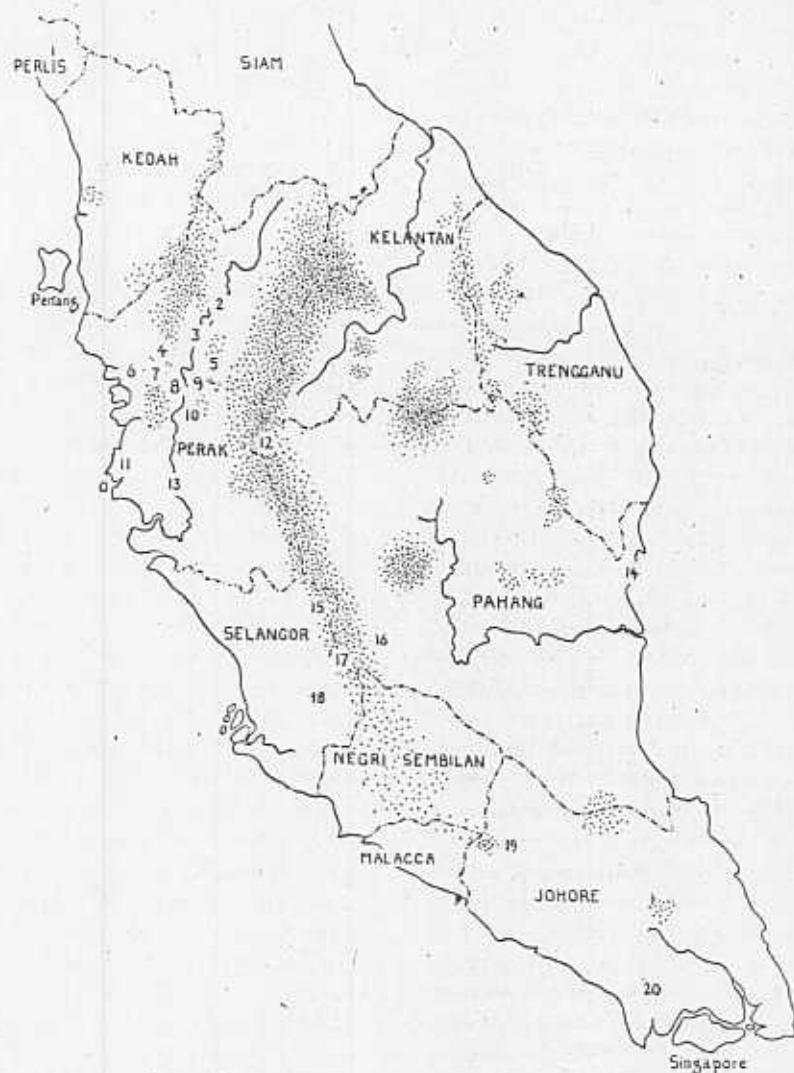 SIAM
PERLIS
KEDAH
KELANTAN
Penang
2
3
TRENGGANU
4
5
6
7
8
9
10
PERAK
12
11
13
14
PAHANG
15
SELANGOR
16
17
18
NEGRI SEMBILAN
19
MALACCA
JOHORE
20
Singapore